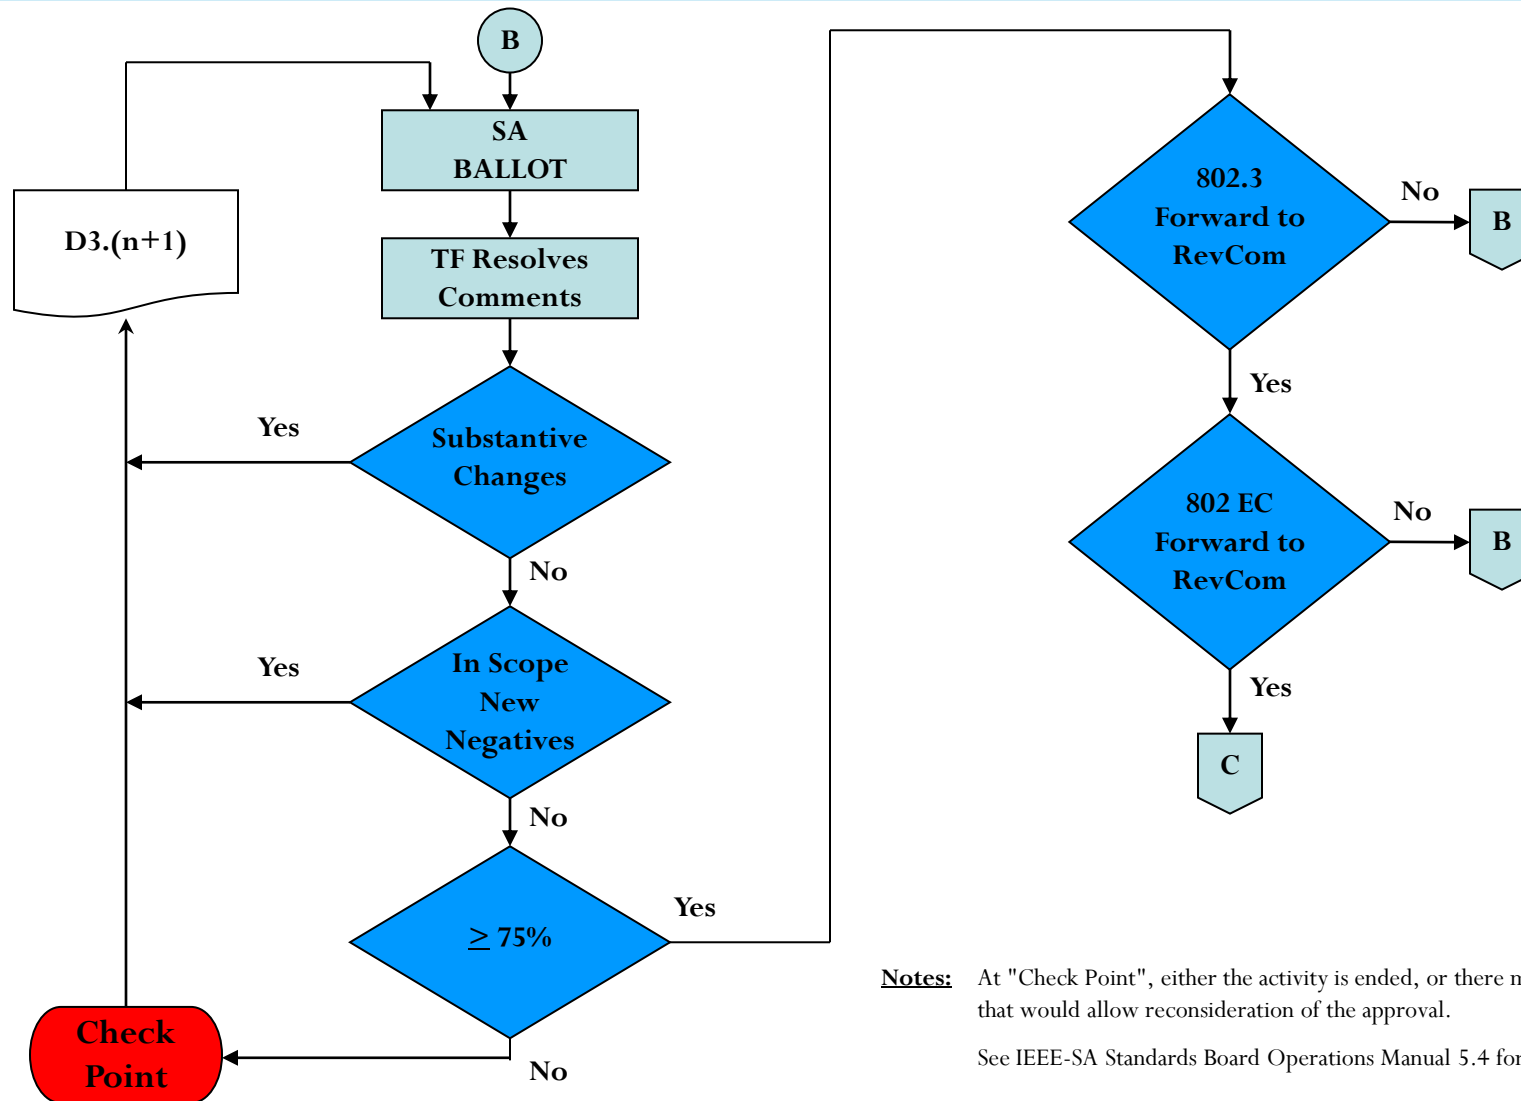 B
SA
BALLOT
D3.(n+1)
TF Resolves
Comments
Yes
Substantive
Changes
No
Yes
In Scope
New
Negatives
No
≥ 75%
Yes
No
Check
Point
802.3
Forward to
RevCom
No
B
Yes
802 EC
Forward to
RevCom
No
B
Yes
C
Notes: At "Check Point", either the activity is ended, or there
that would allow reconsideration of the approval.
See IEEE-SA Standards Board Operations Manual 5.4 for